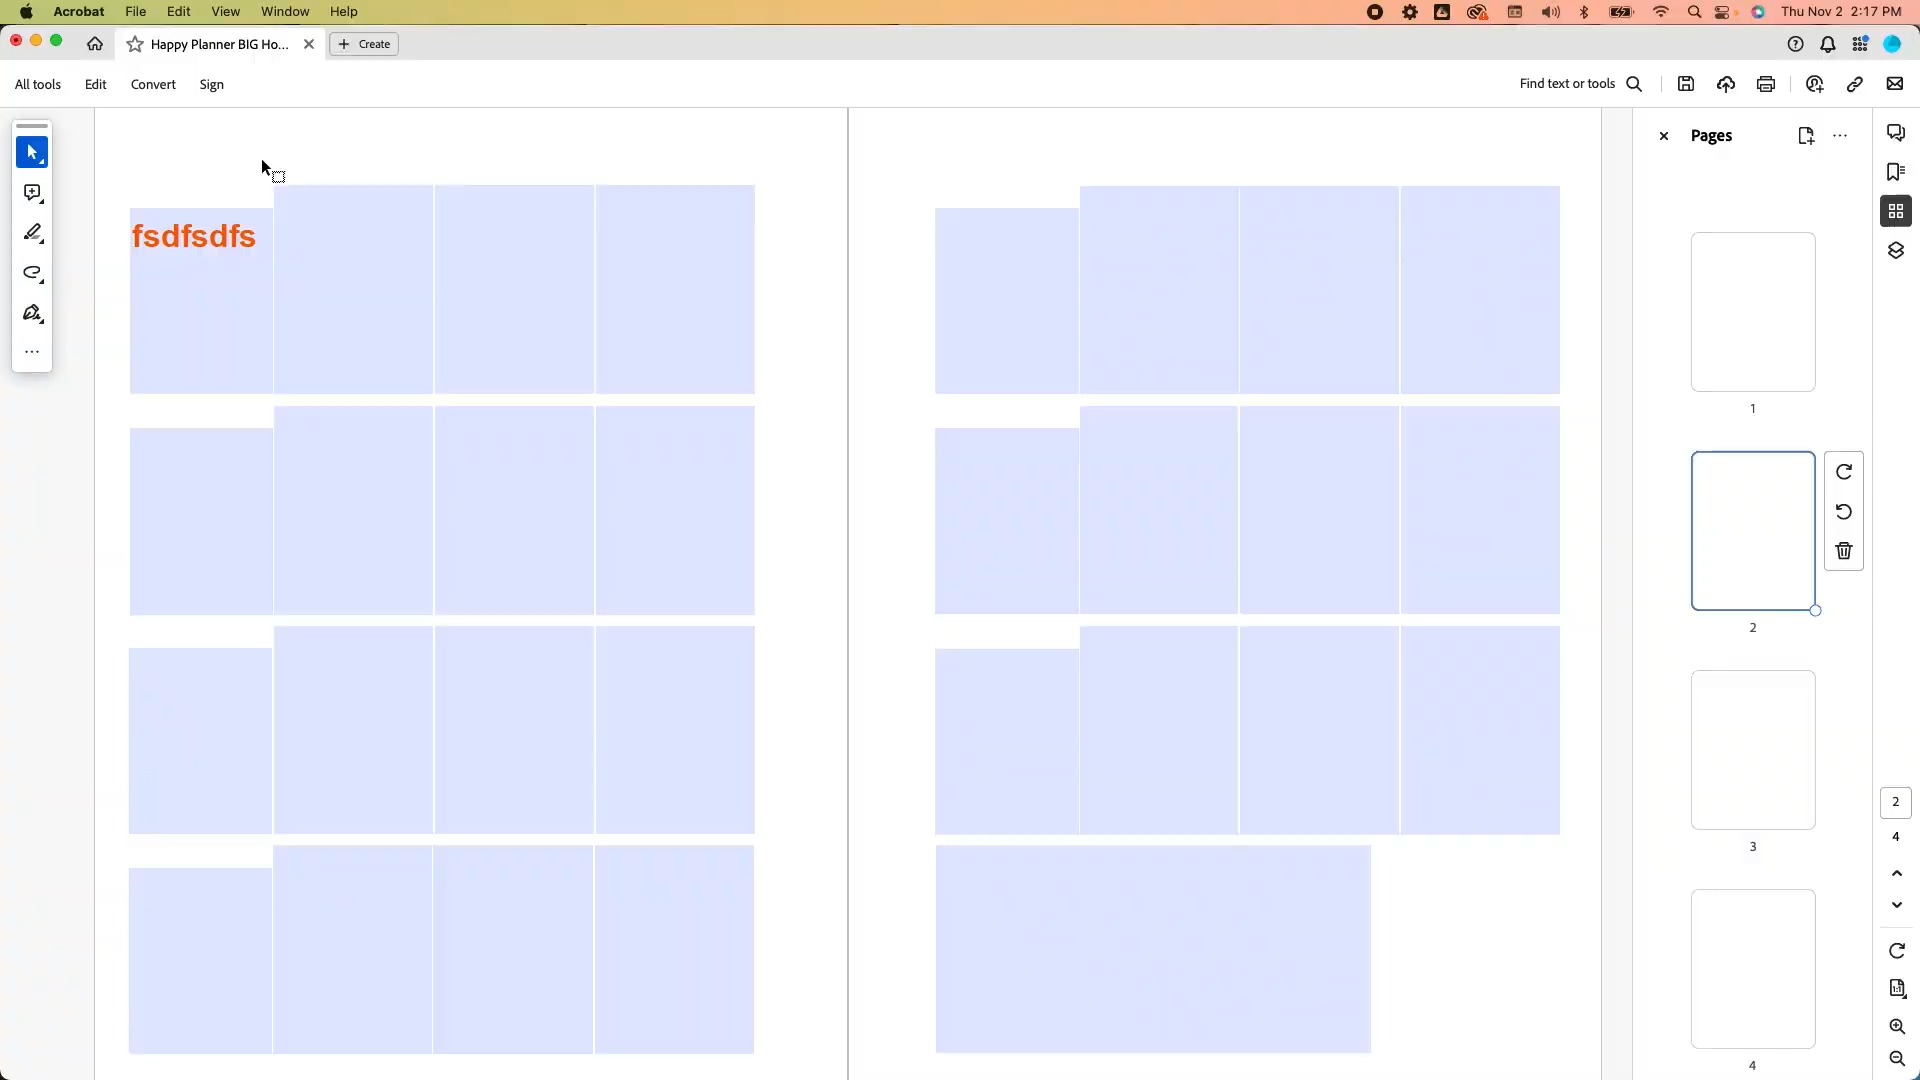 Acrobat File Edit View Window Help Thu Nov 2 2:17 PM
Happy Planner BIG Ho... Create
All tools Edit Convert Sign Find text or tools
Pages
fsdfsdfs
1
2
3
4
2
4